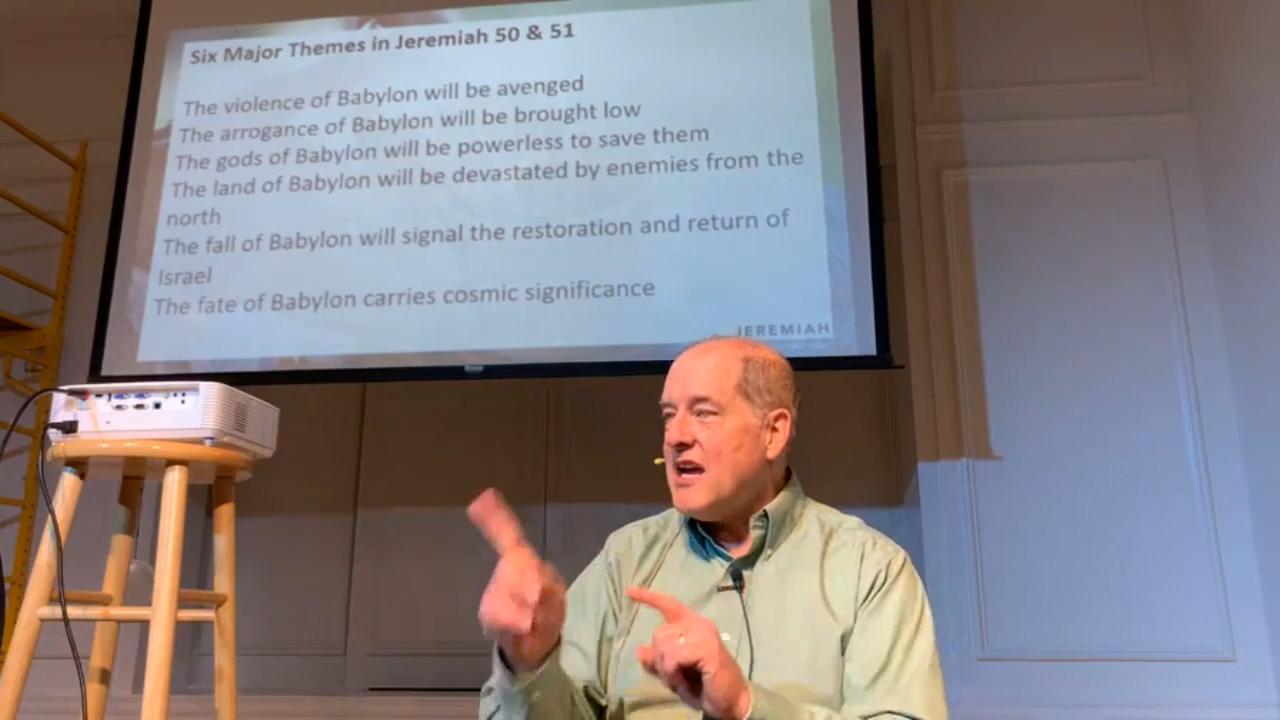 Six Major Themes in Jeremiah 50 & 51
The violence of Babylon will be avenged
The arrogance of Babylon will be brought low
The gods of Babylon will be powerless to save them
The land of Babylon will be devastated by enemies from the
north
The fall of Babylon will signal the restoration and return of
Israel
The fate of Babylon carries cosmic significance
JEREMIAH